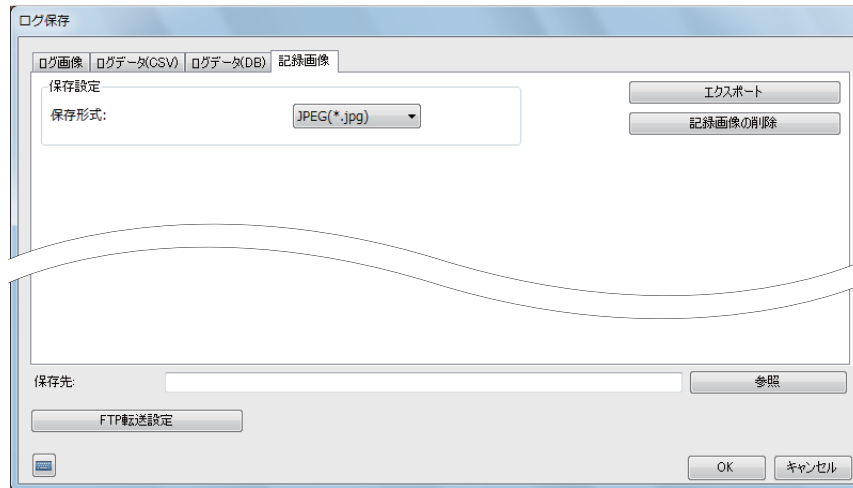 ログ保存
ログ画像 ログデータ(CSV) ログデータ(DB) 記録画像
保存設定
エクスポート
保存形式: JPEG(*.jpg)
記録画像の削除
保存先: 参照
FTP転送設定
OK キャンセル